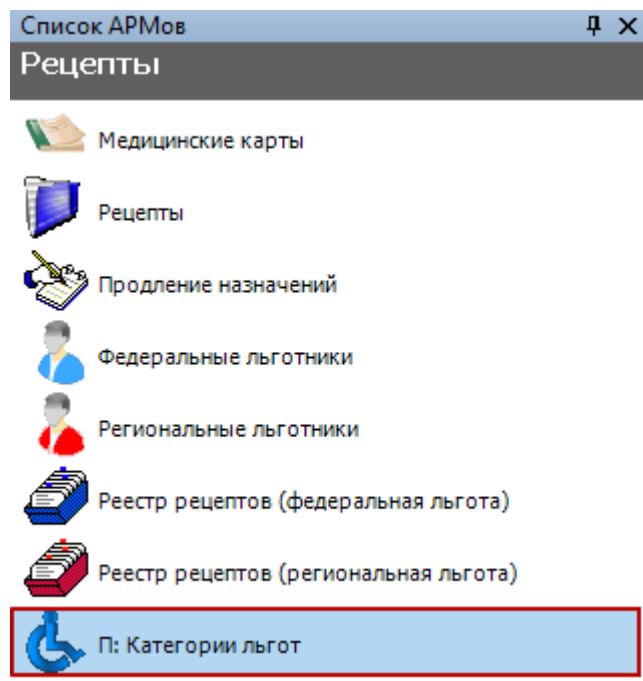 Список АРМов
Рецепты
Медицинские карты
Рецепты
Продление назначений
Федеральные льготники
Региональные льготники
Реестр рецептов (федеральная льгота)
Реестр рецептов (региональная льгота)
П: Категории льгот